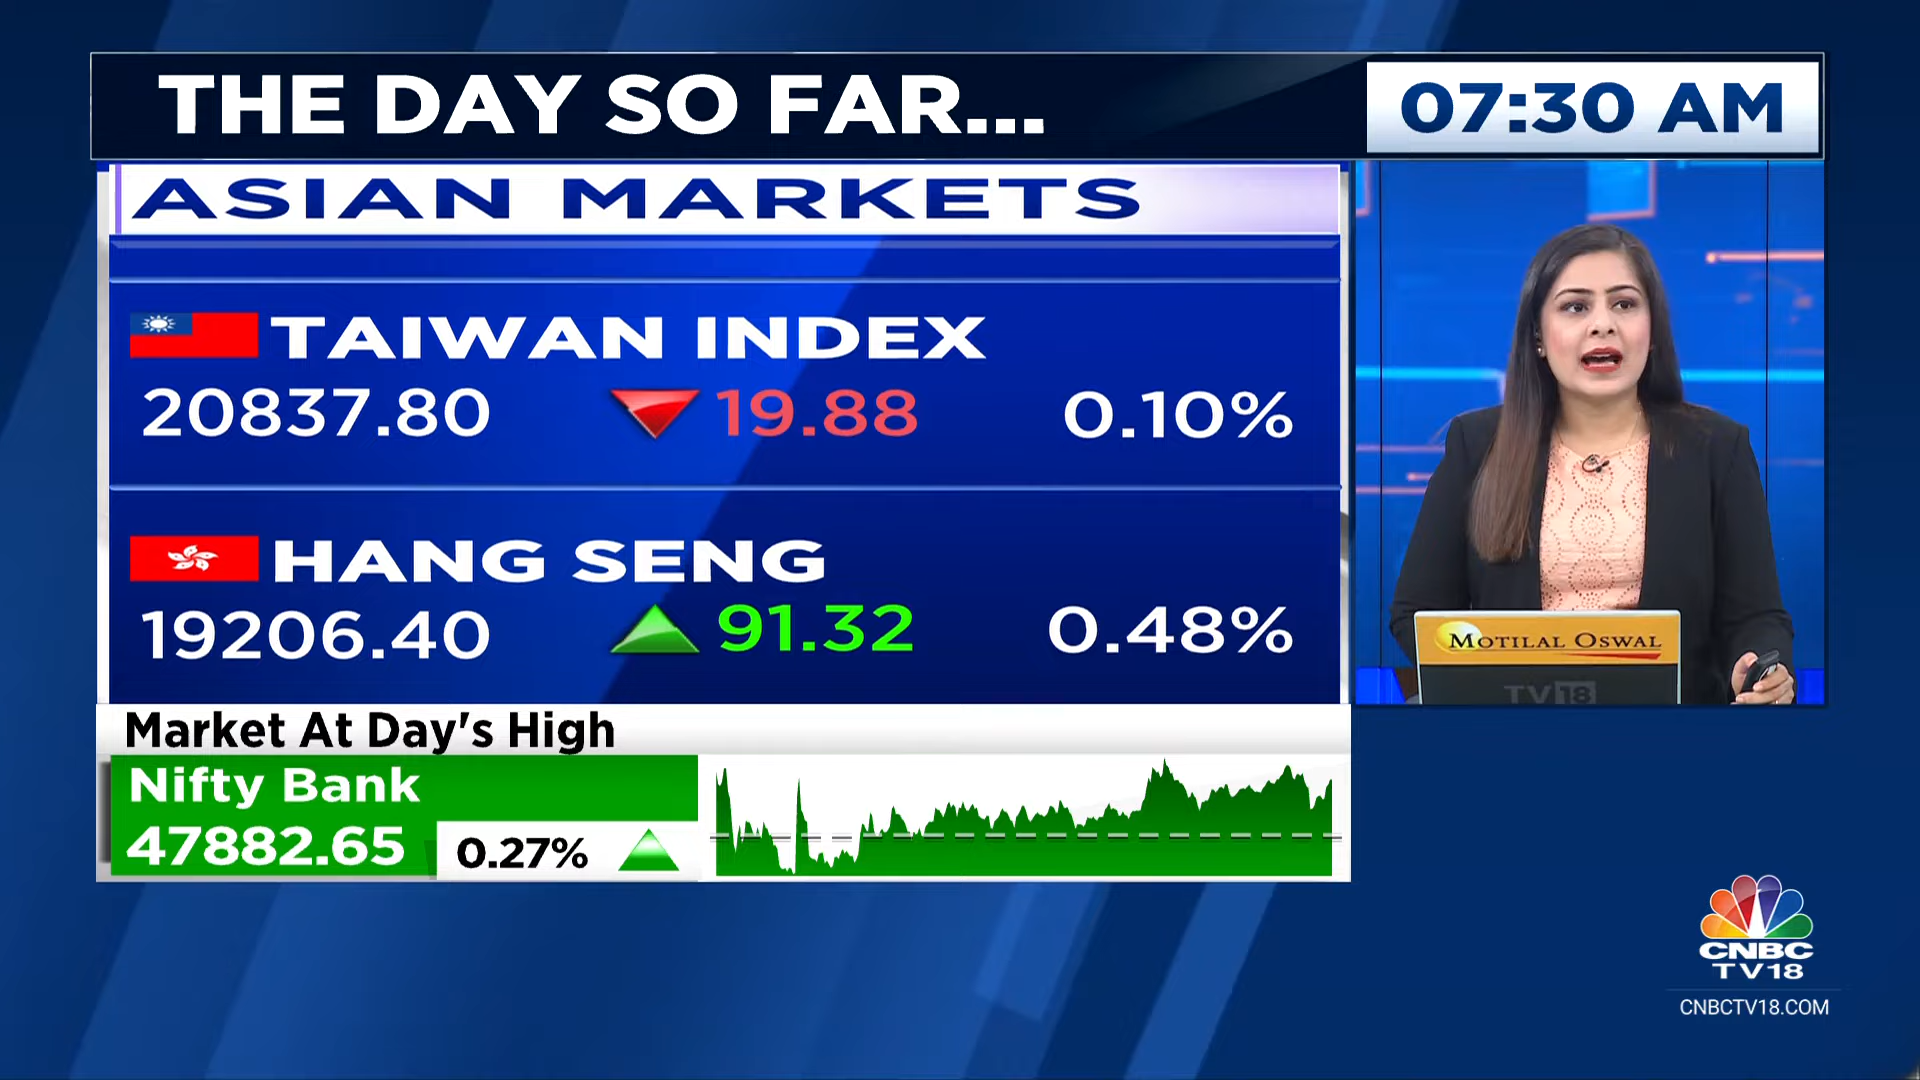 THE DAY SO FAR...
07:30 AM
ASIAN MARKETS
TAIWAN INDEX
20837.80 19.88 0.10%
HANG SENG
19206.40 91.32 0.48%
MOTILAL OSWAL
TV18
Market At Day's High
Nifty Bank
47882.65 0.27%
CNBC
TV18
CNBCTV18.COM